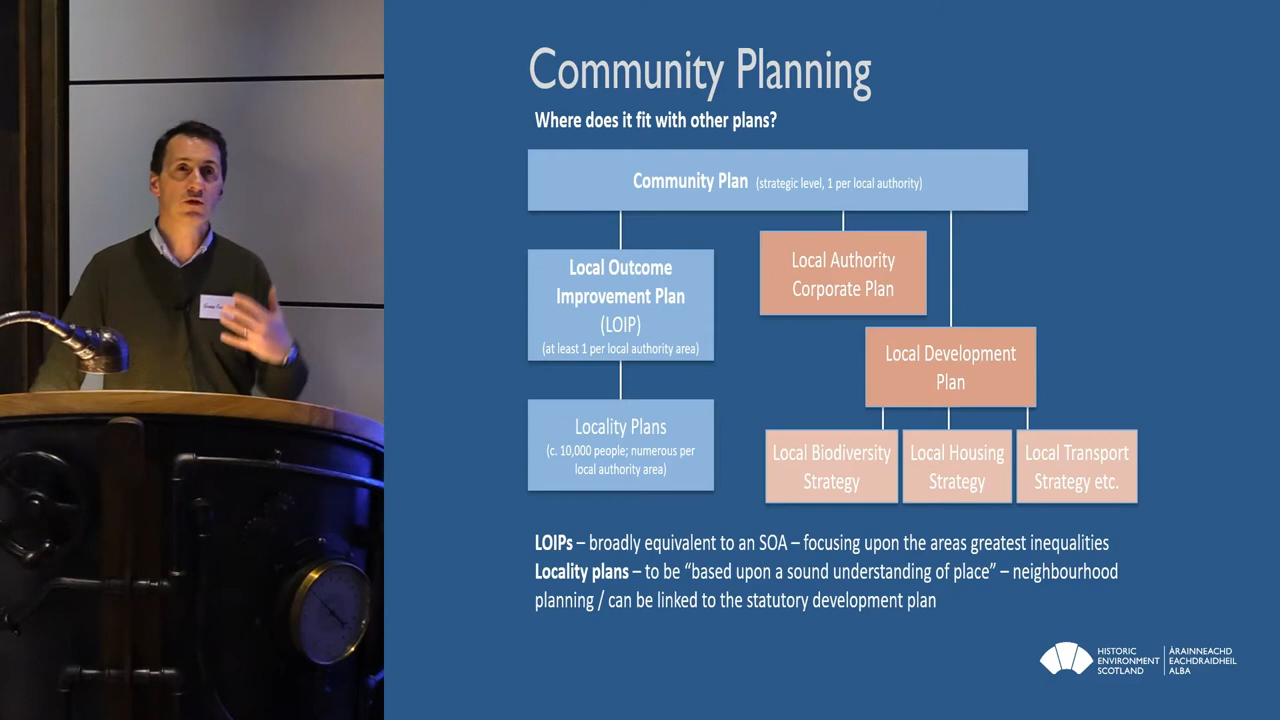 Community Planning
Where does it fit with other plans?
Community Plan (strategic level, 1 per local authority)
Local Outcome
Improvement Plan
(LOIP)
(at least 1 per local authority area)
Local Authority
Corporate Plan
Local Development
Plan
Locality Plans
(c. 10,000 people; numerous per
local authority area)
Local Biodiversity
Strategy
Local Housing
Strategy
Local Transport
Strategy etc.
LOIPs – broadly equivalent to an SOA – focusing upon the areas greatest inequalities
Locality plans – to be “based upon a sound understanding of place” – neighbourhood
planning / can be linked to the statutory development plan
HISTORIC
ENVIRONMENT
SCOTLAND
ÀRAINNEACHD
EACHDRAIDHEIL
ALBA